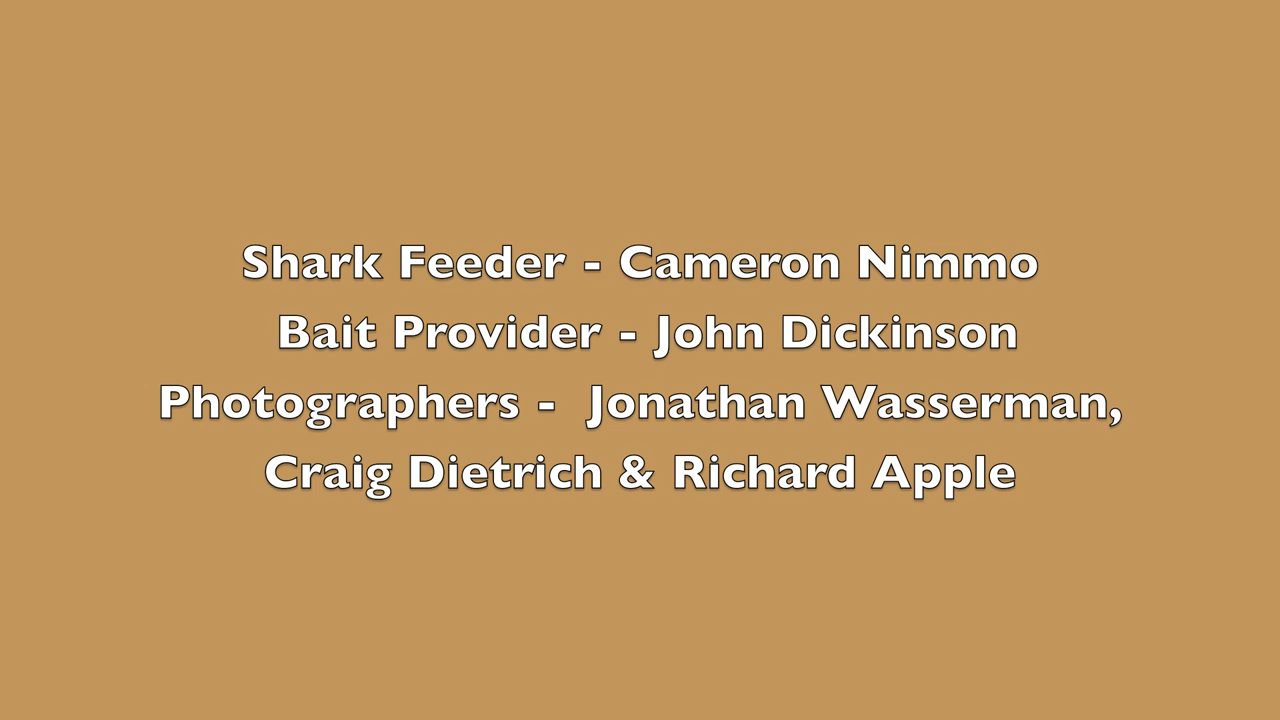 Shark Feeder - Cameron Nimmo
Bait Provider - John Dickinson
Photographers - Jonathan Wasserman,
Craig Dietrich & Richard Apple